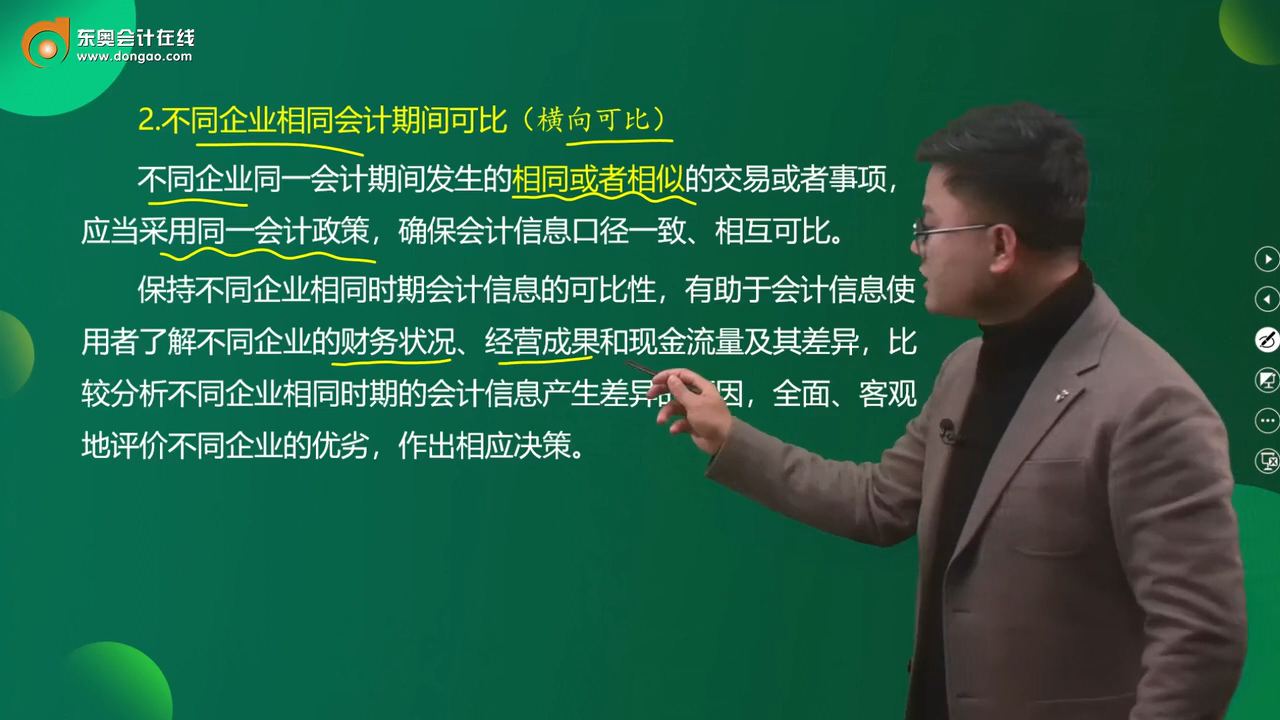 东奥会计在线
www.dongao.com
2.不同企业相同会计期间可比（横向可比）
不同企业同一会计期间发生的相同或者相似的交易或者事项，
应当采用同一会计政策，确保会计信息口径一致、相互可比。
保持不同企业相同时期会计信息的可比性，有助于会计信息使
用者了解不同企业的财务状况、经营成果和现金流量及其差异，比
较分析不同企业相同时期的会计信息产生差异 因，全面、客观
地评价不同企业的优劣，作出相应决策。